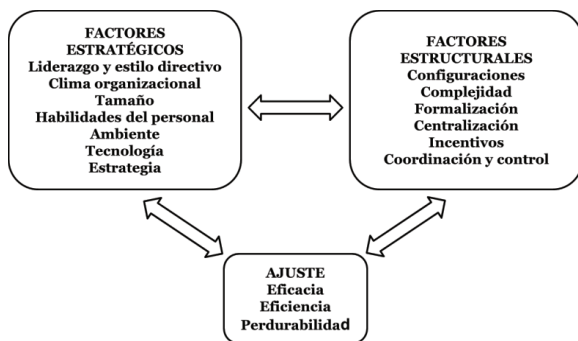 FACTORES
ESTRATÉGICOS
Liderazgo y estilo directivo
Clima organizacional
Tamaño
Habilidades del personal
Ambiente
Tecnología
Estrategia
FACTORES
ESTRUCTURALES
Configuraciones
Complejidad
Formalización
Centralización
Incentivos
Coordinación y control
AJUSTE
Eficacia
Eficiencia
Perdurabilidad